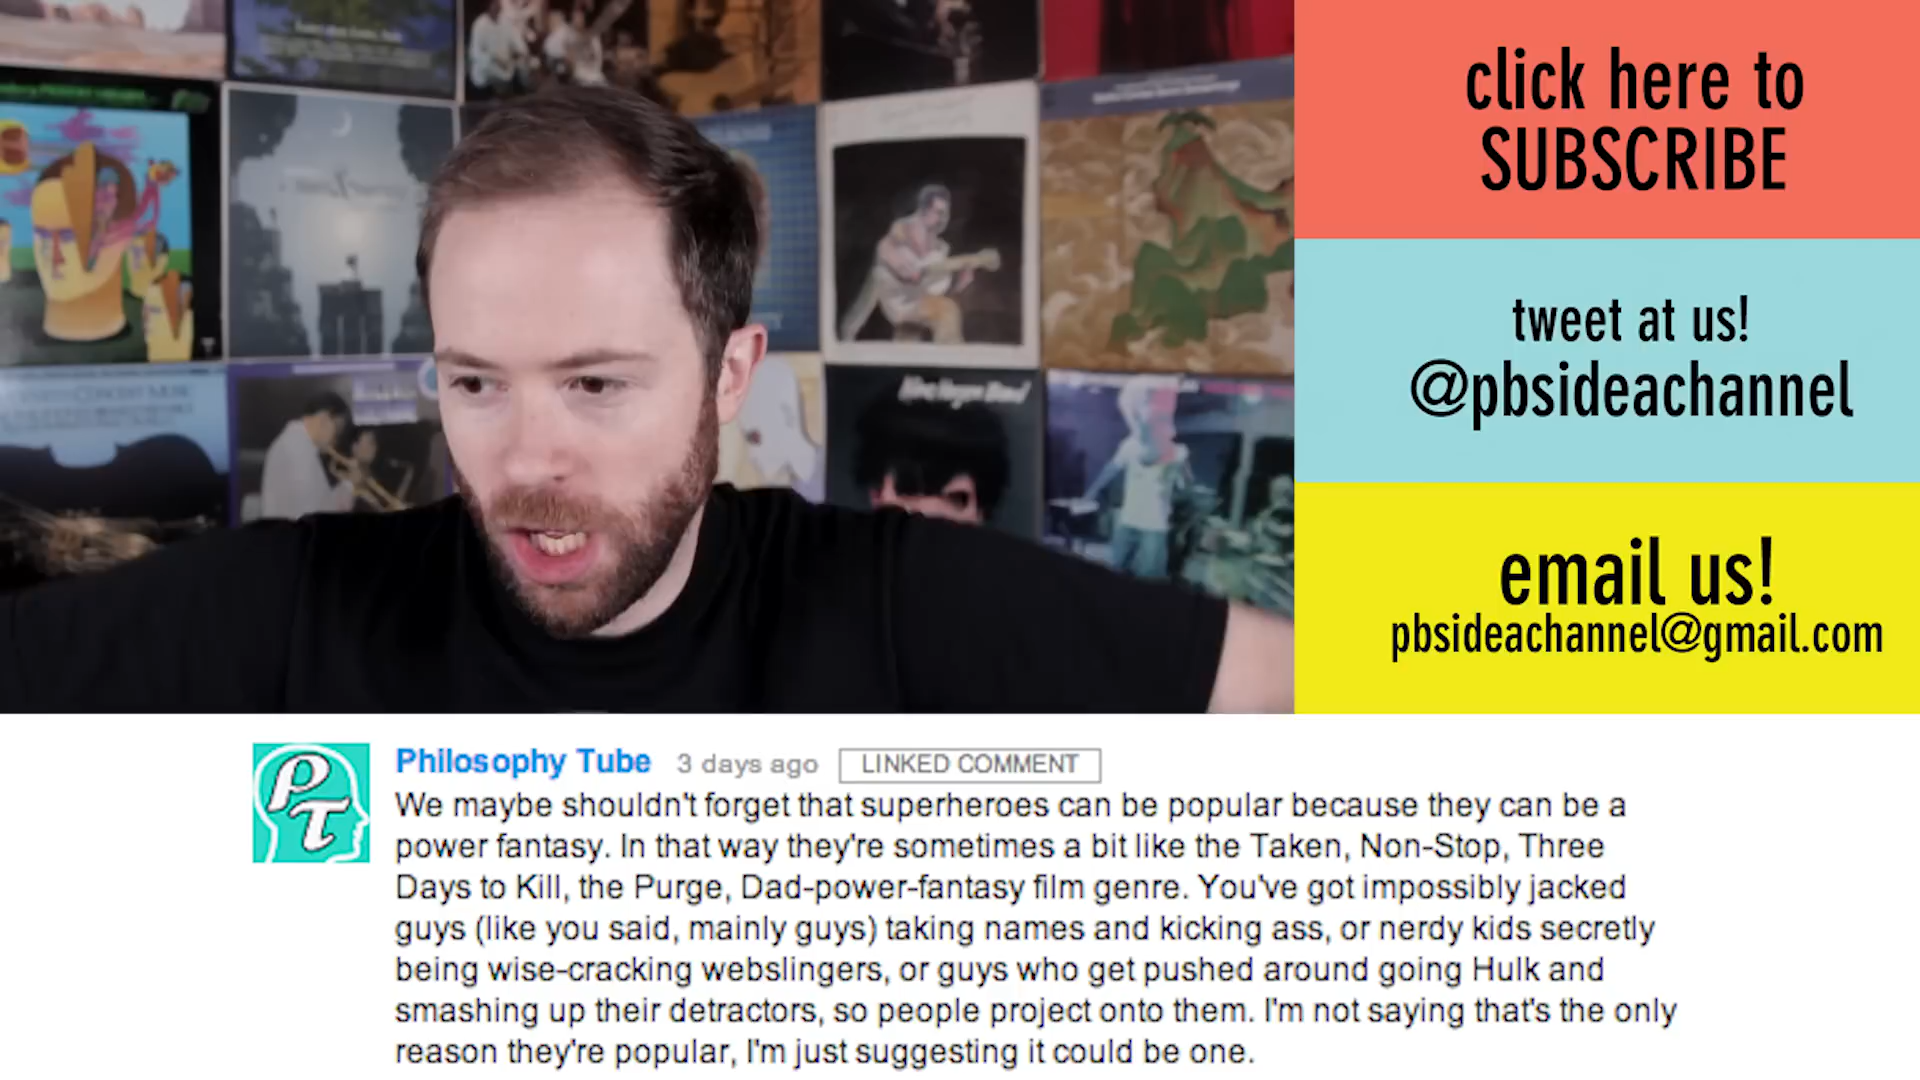 click here to
SUBSCRIBE
tweet at us!
@pbsideachannel
email us!
pbsideachannel@gmail.com
PT
Philosophy Tube 3 days ago LINKED COMMENT
We maybe shouldn't forget that superheroes can be popular because they can be a
power fantasy. In that way they're sometimes a bit like the Taken, Non-Stop, Three
Days to Kill, the Purge, Dad-power-fantasy film genre. You've got impossibly jacked
guys (like you said, mainly guys) taking names and kicking ass, or nerdy kids secretly
being wise-cracking webslingers, or guys who get pushed around going Hulk and
smashing up their detractors, so people project onto them. I'm not saying that's the only
reason they're popular, I'm just suggesting it could be one.